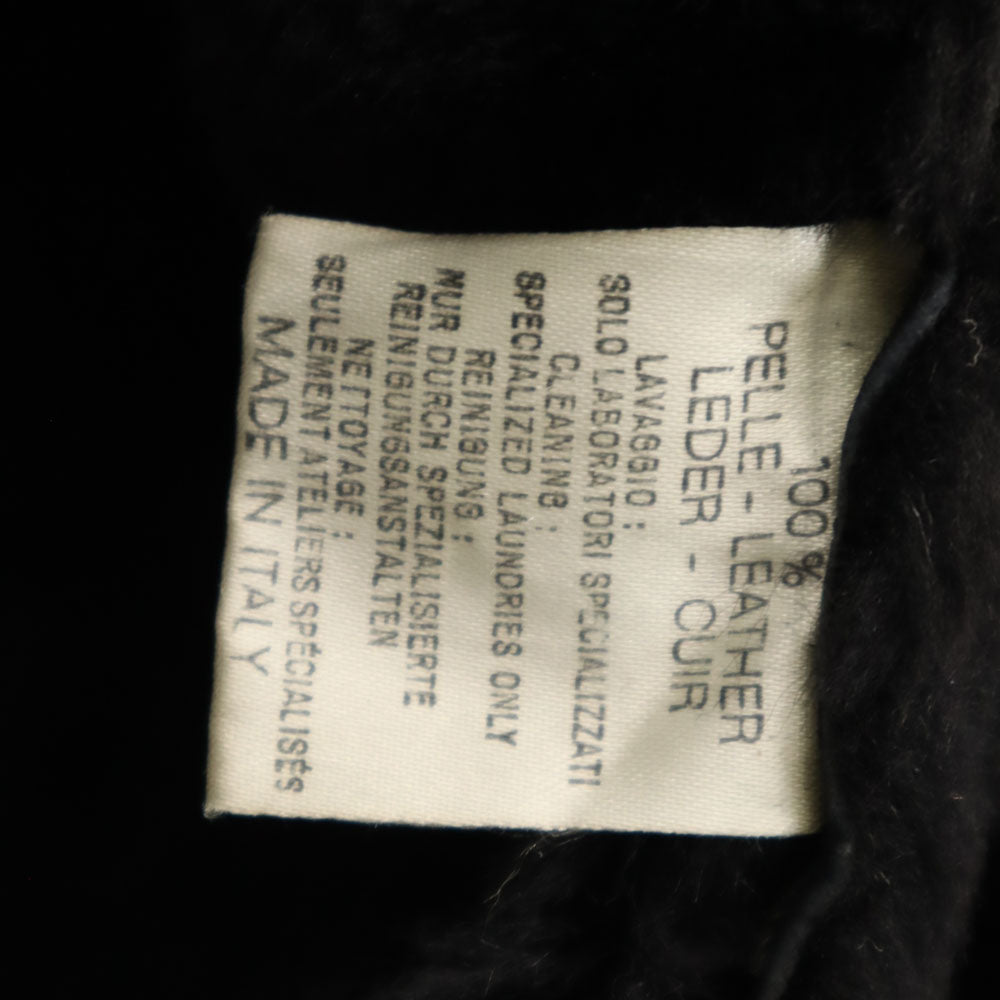 100%
PELLE - LEATHER
LEDER - CUIR
LAVAGGIO:
SOLO LABORATORI SPECIALIZZATI
CLEANING:
SPECIALIZED LAUNDRIES ONLY
REINIGUNG:
MUR DURCH SPEZIALISIERTE
REINIGUNGSANSTALTEN
NETTOYAGE:
SEULEMENT ATELIERS SPÉCIALISÉS
MADE IN ITALY